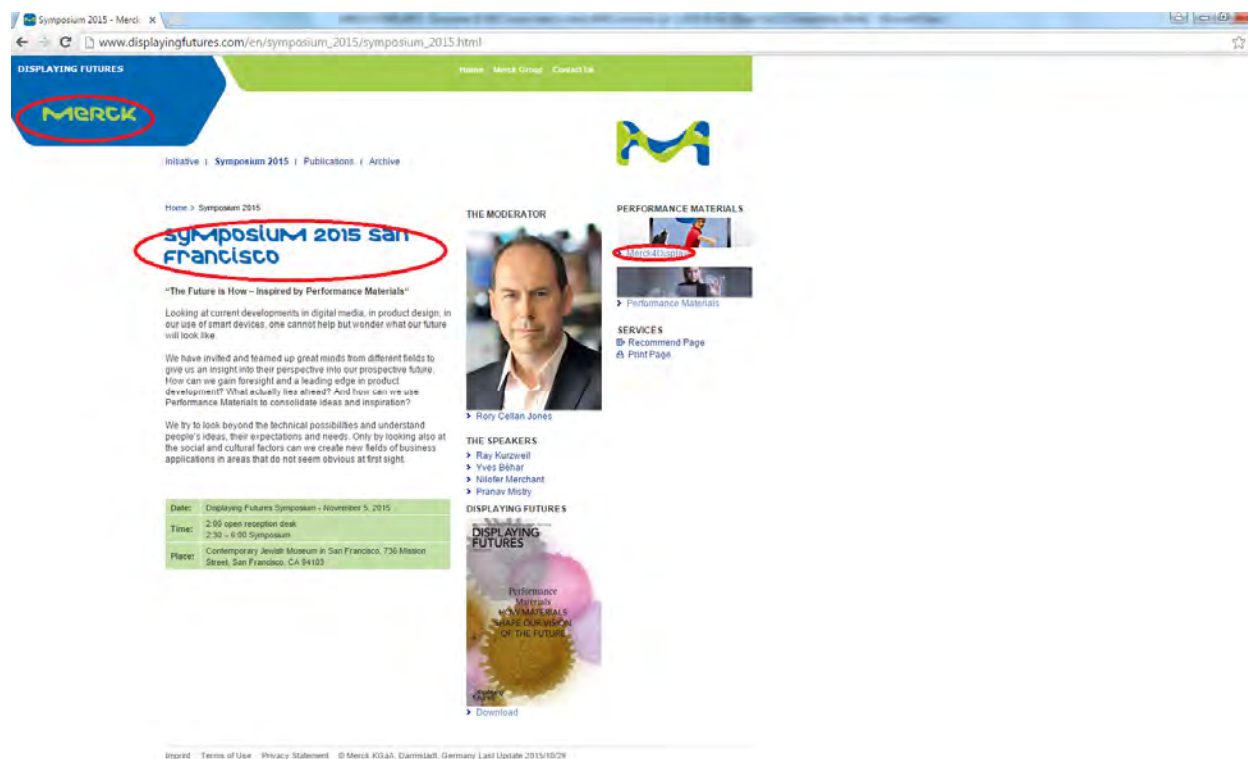 Symposium 2015 - Merck
www.displayingfutures.com/en/symposium_2015/symposium_2015.html
DISPLAYING FUTURES
Home Merck Group Contact Us
MERCK
Initiative | Symposium 2015 | Publications | Archive
Home > Symposium 2015
SYMPOSIUM 2015 San
Francisco
"The Future is How – Inspired by Performance Materials"
Looking at current developments in digital media, in product design, in
our use of smart devices, one cannot help but wonder what our future
will look like.
We have invited and teamed up great minds from different fields to
give us an insight into their perspective into our prospective future.
How can we gain foresight and a leading edge in product
development? What actually lies ahead? And how can we use
Performance Materials to consolidate ideas and inspiration?
We try to look beyond the technical possibilities and understand
people's ideas, their expectations and needs. Only by looking also at
the social and cultural factors can we create new fields of business
applications in areas that do not seem obvious at first sight.
Date: Displaying Futures Symposium - November 5, 2015
Time: 2:00 open reception desk
2:30 – 6:00 Symposium
Place: Contemporary Jewish Museum in San Francisco, 736 Mission
Street, San Francisco, CA 94103
THE MODERATOR
Rory Cellan Jones
THE SPEAKERS
Ray Kurzweil
Yves Béhar
Nilofer Merchant
Pranav Mistry
DISPLAYING FUTURES
DISPLAYING
FUTURES
Performance
Materials
HOW MATERIALS
SHAPE OUR VISION
OF THE FUTURE
Download
PERFORMANCE MATERIALS
Merck4Displays
Performance Materials
SERVICES
Recommend Page
Print Page
Imprint Terms of Use Privacy Statement © Merck KGaA, Darmstadt, Germany Last Update 2015/10/29